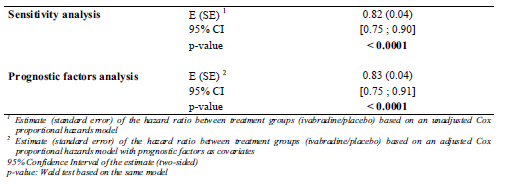 Sensitivity analysis E (SE) 1 0.82 (0.04)
95% CI [0.75 ; 0.90]
p-value < 0.0001
Prognostic factors analysis E (SE) 2 0.83 (0.04)
95% CI [0.75 ; 0.91]
p-value < 0.0001
1 Estimate (standard error) of the hazard ratio between treatment groups (ivabradine/placebo) based on an unadjusted Cox
proportional hazards model
2 Estimate (standard error) of the hazard ratio between treatment groups (ivabradine/placebo) based on an adjusted Cox
proportional hazards model with prognostic factors as covariates
95% Confidence Interval of the estimate (two-sided)
p-value: Wald test based on the same model